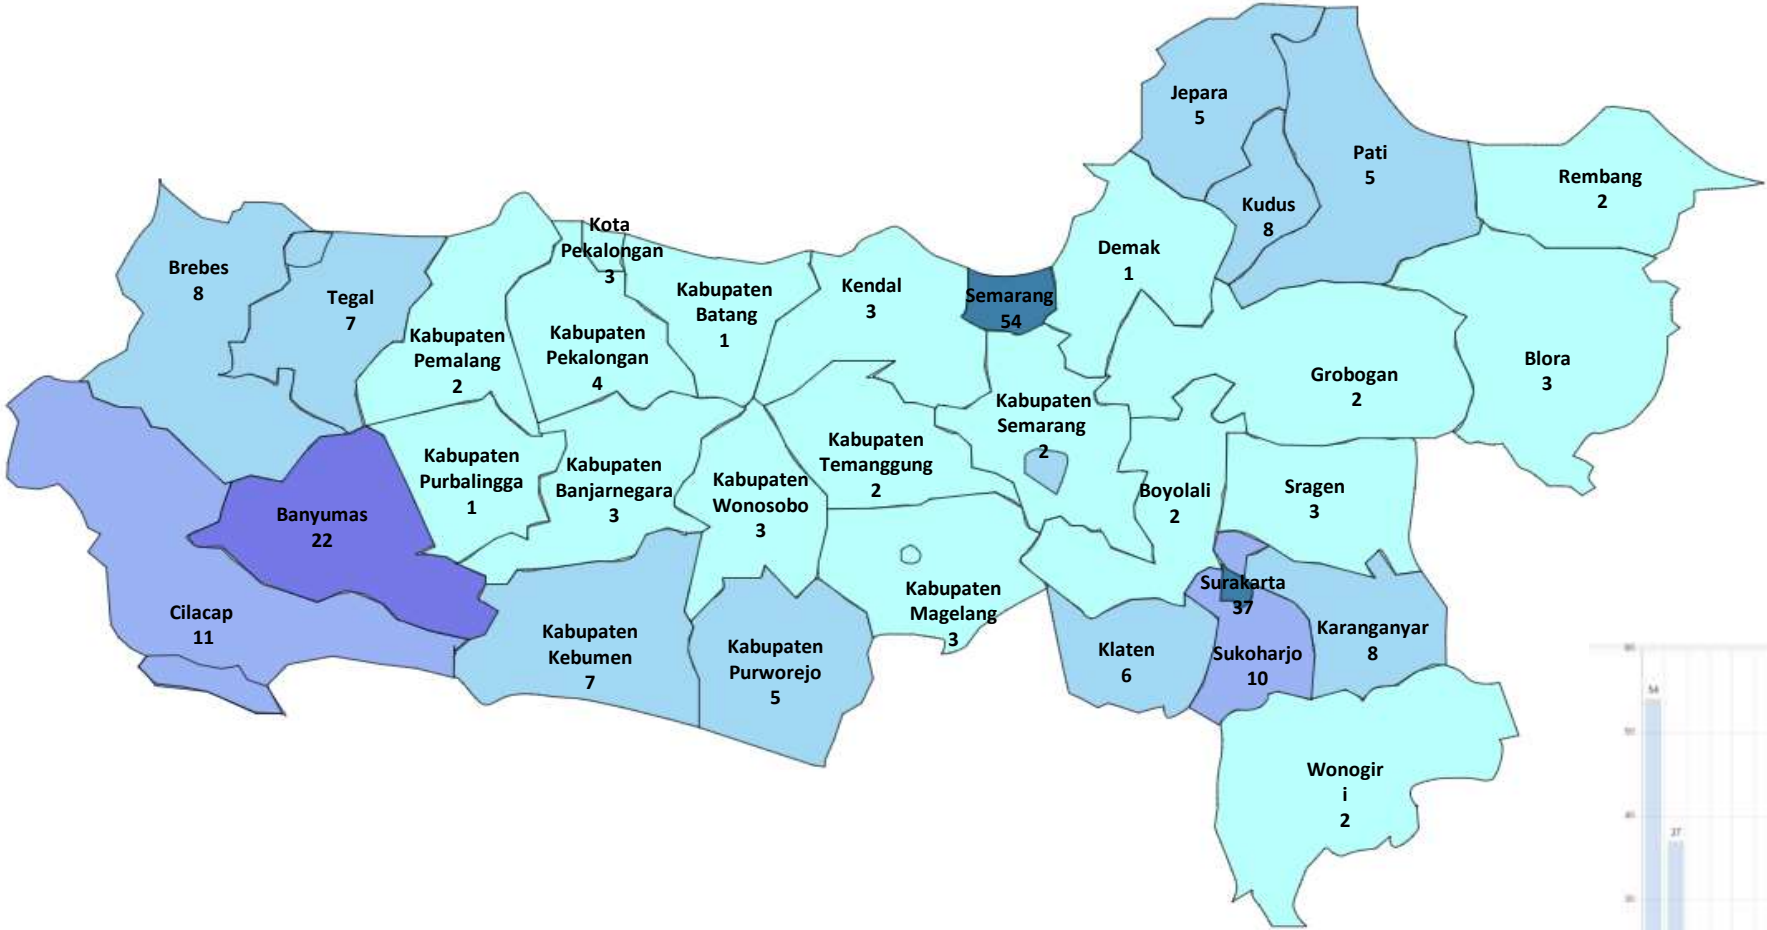 Jepara
5
Pati
5
Rembang
2
Kudus
8
Kota
Pekalongan
3
Demak
1
Brebes
8
Tegal
7
Kabupaten
Batang
1
Kendal
3
Semarang
54
Kabupaten
Pemalang
2
Kabupaten
Pekalongan
4
Blora
3
Grobogan
2
Kabupaten
Semarang
2
Kabupaten
Purbalingga
1
Kabupaten
Banjarnegara
3
Kabupaten
Wonosobo
3
Kabupaten
Temanggung
2
Boyolali
2
Sragen
3
Banyumas
22
Cilacap
11
Kabupaten
Kebumen
7
Kabupaten
Purworejo
5
Kabupaten
Magelang
3
Surakarta
37
Klaten
6
Sukoharjo
10
Karanganyar
8
Wonogir
i
2
60
54
50
40
37
30